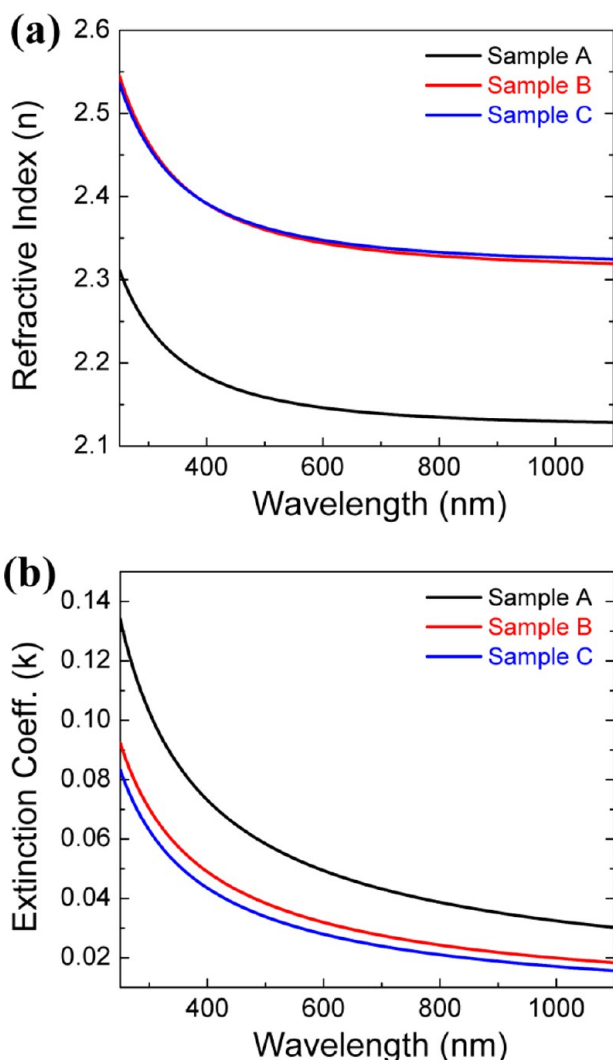 (a)
2.6
2.5
2.4
2.3
2.2
2.1
Refractive Index (n)
Sample A
Sample B
Sample C
400 600 800 1000
Wavelength (nm)
(b)
0.14
0.12
0.10
0.08
0.06
0.04
0.02
Extinction Coeff. (k)
Sample A
Sample B
Sample C
400 600 800 1000
Wavelength (nm)